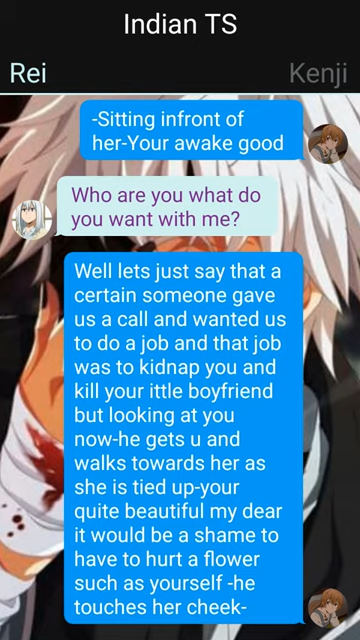 Indian TS
Rei
Kenji
-Sitting infront of
her-Your awake good
Who are you what do
you want with me?
Well lets just say that a
certain someone gave
us a call and wanted us
to do a job and that job
was to kidnap you and
kill your ittle boyfriend
but looking at you
now-he gets u and
walks towards her as
she is tied up-your
quite beautiful my dear
it would be a shame to
have to hurt a flower
such as yourself -he
touches her cheek-